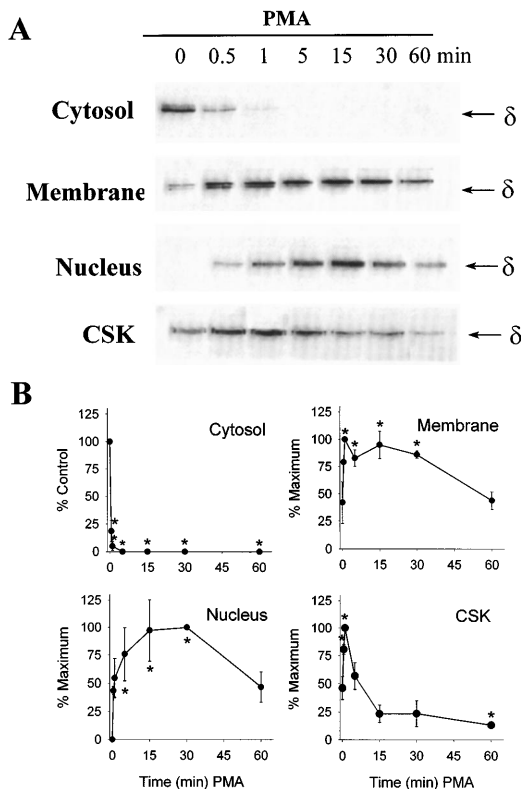 A
PMA
0 0.5 1 5 15 30 60 min
Cytosol ← δ
Membrane ← δ
Nucleus ← δ
CSK ← δ
B
Cytosol
% Control
125
100
75
50
25
0
* * * * * *
0 15 30 45 60
Membrane
% Maximum
125
100
75
50
25
0
* * * *
0 15 30 45 60
Nucleus
% Maximum
125
100
75
50
25
0
* * *
0 15 30 45 60
Time (min) PMA
CSK
% Maximum
125
100
75
50
25
0
* * *
0 15 30 45 60
Time (min) PMA